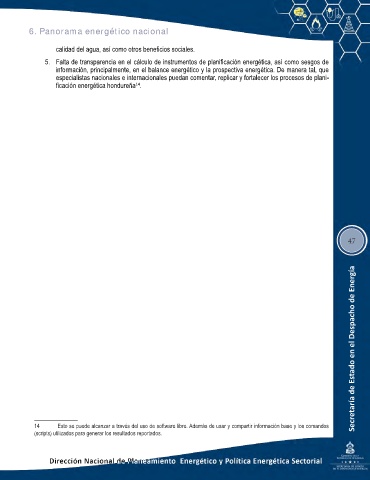 6. Panorama energético nacional
calidad del agua, así como otros beneficios sociales.
5. Falta de transparencia en el cálculo de instrumentos de planificación energética, así como sesgos de
información, principalmente, en el balance energético y la prospectiva energética. De manera tal, que
especialistas nacionales e internacionales puedan comentar, replicar y fortalecer los procesos de plani-
ficación energética hondureña¹⁴.
47
Secretaría de Estado en el Despacho de Energía
14 Esto se puede alcanzar a través del uso de software libre. Además de usar y compartir información base y los comandos
(scripts) utilizados para generar los resultados reportados.
Dirección Nacional de Planeamiento Energético y Política Energética Sectorial